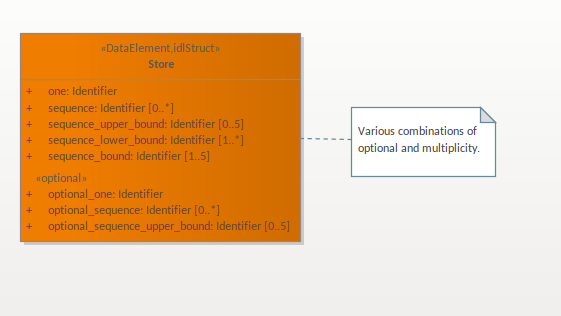 «DataElement,idlStruct»
Store
+ one: Identifier
+ sequence: Identifier [0..*]
+ sequence_upper_bound: Identifier [0..5]
+ sequence_lower_bound: Identifier [1..*]
+ sequence_bound: Identifier [1..5]
«optional»
+ optional_one: Identifier
+ optional_sequence: Identifier [0..*]
+ optional_sequence_upper_bound: Identifier [0..5]
Various combinations of
optional and multiplicity.